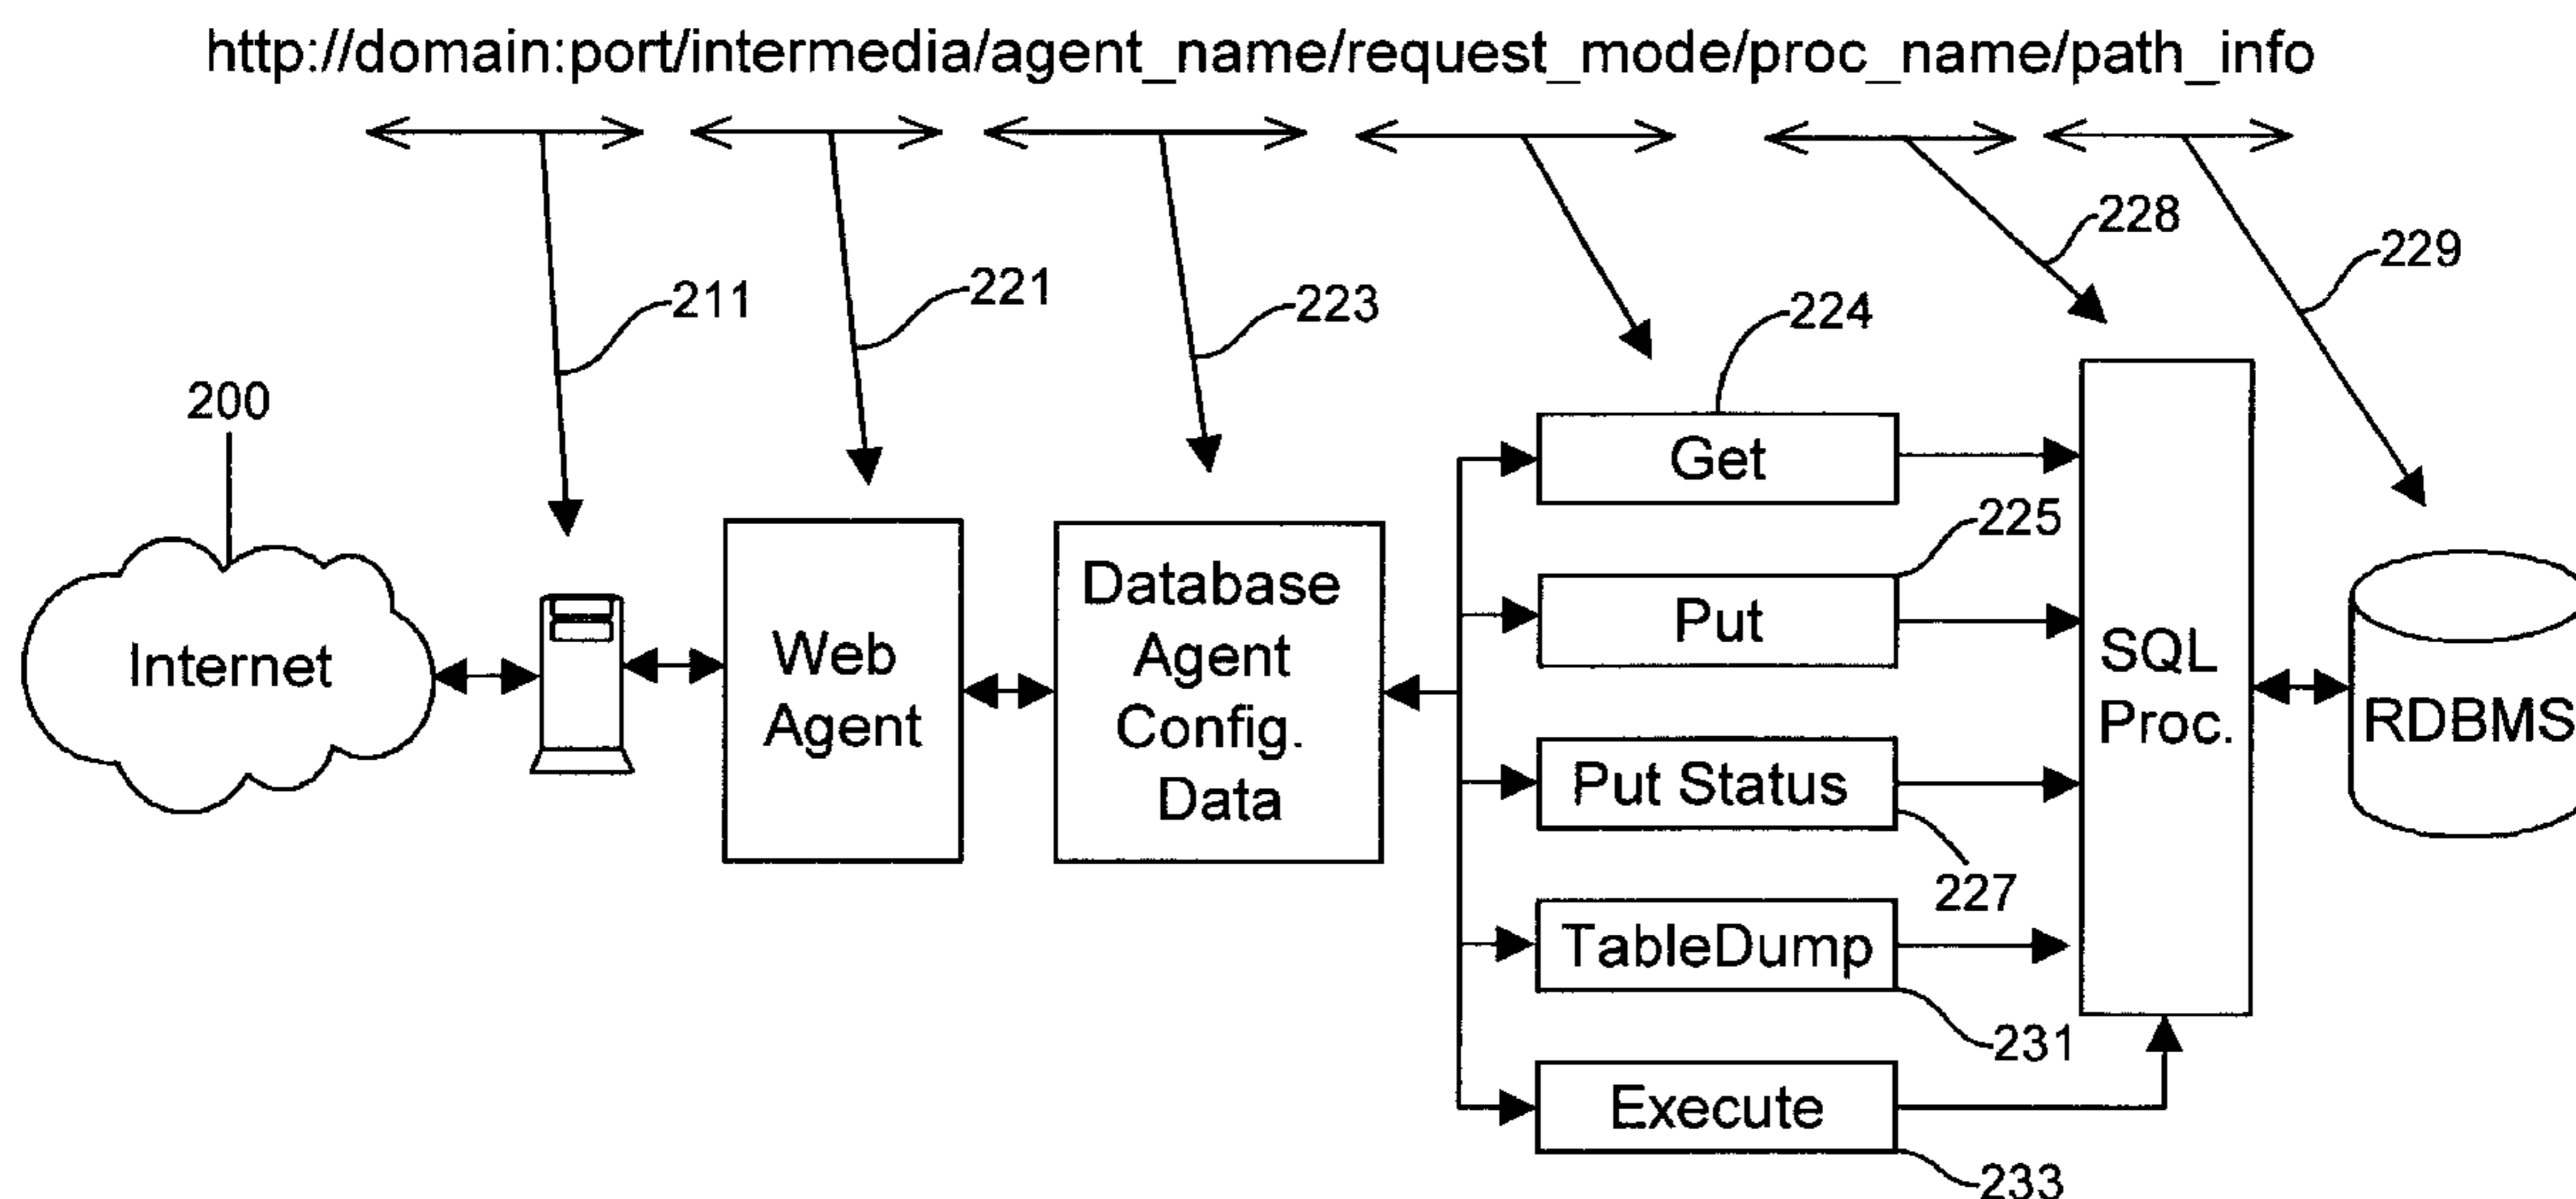 http://domain:port/intermedia/agent_name/request_mode/proc_name/path_info
211
221
223
224
228
229
200
Internet
Web
Agent
Database
Agent
Config.
Data
Get
225
Put
Put Status
227
TableDump
231
Execute
233
SQL
Proc.
RDBMS